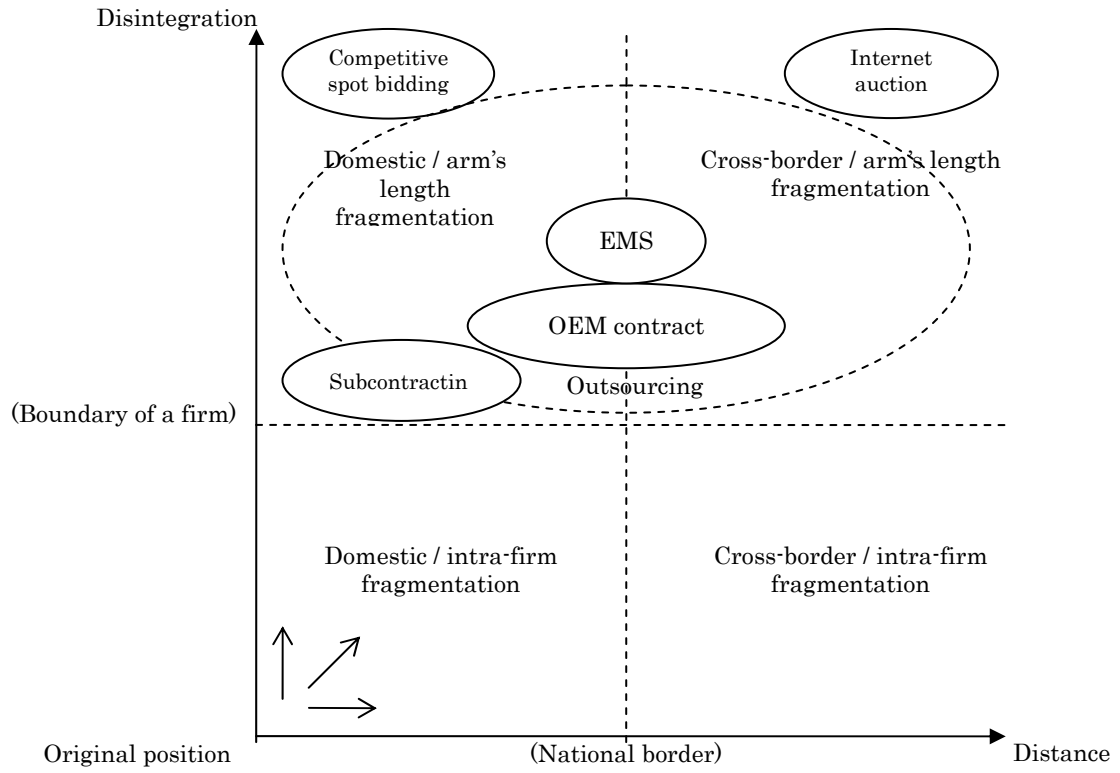 Disintegration
Competitive
spot bidding
Internet
auction
Domestic / arm's
length
fragmentation
Cross-border / arm's length
fragmentation
EMS
OEM contract
Subcontractin
Outsourcing
(Boundary of a firm)
Domestic / intra-firm
fragmentation
Cross-border / intra-firm
fragmentation
Original position
(National border)
Distance